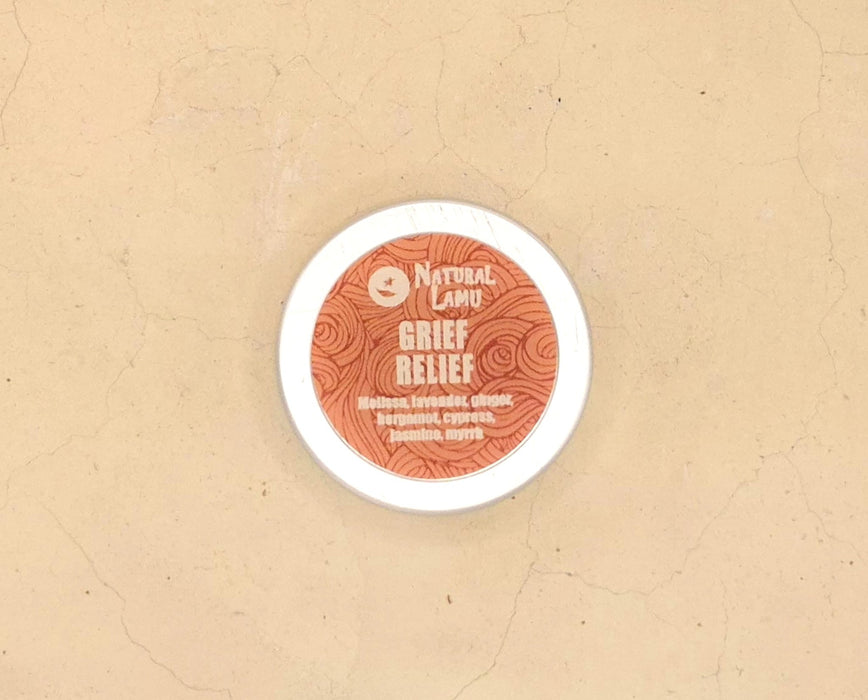 NATURAL
LAMU
GRIEF
RELIEF
Melissa, lavender, ginger,
bergamot, cypress,
jasmine, myrrh